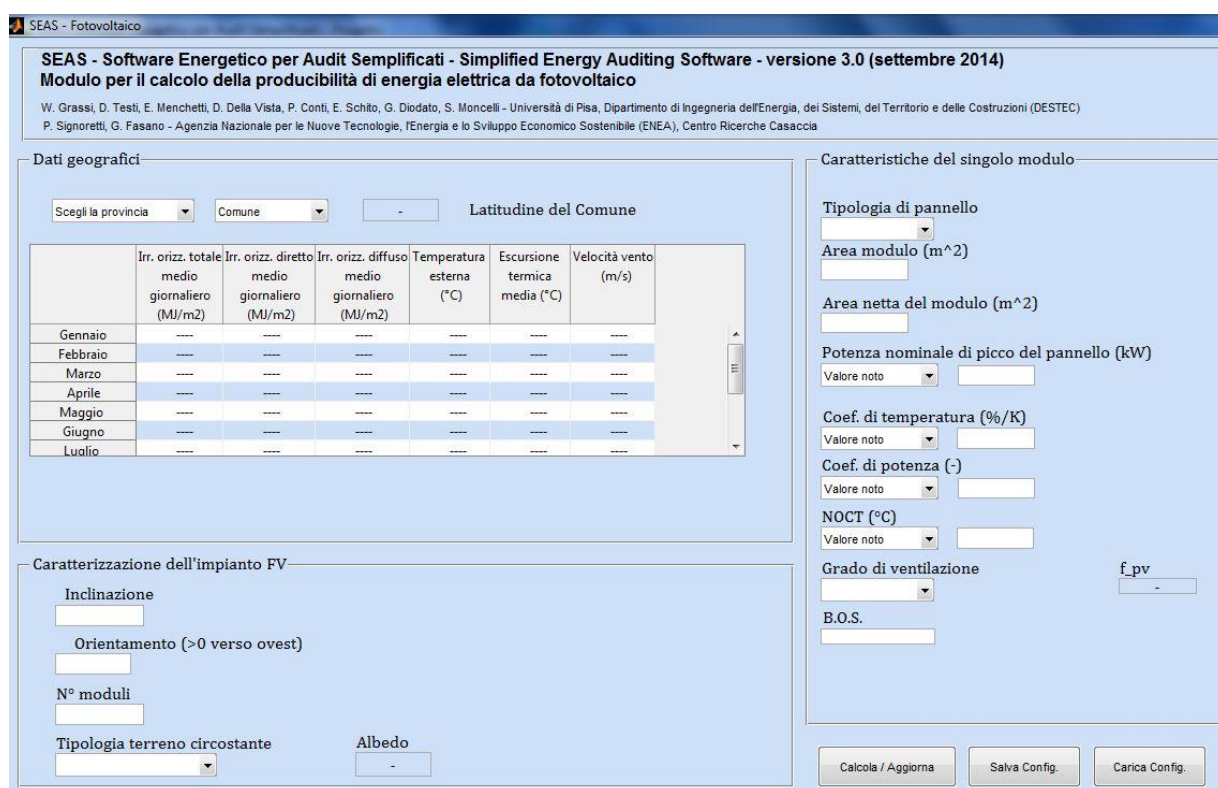 SEAS - Fotovoltaico
SEAS - Software Energetico per Audit Semplificati - Simplified Energy Auditing Software - versione 3.0 (settembre 2014)
Modulo per il calcolo della producibilità di energia elettrica da fotovoltaico
W. Grassi, D. Testi, E. Menchetti, D. Della Vista, P. Conti, E. Schito, G. Diodato, S. Moncelli - Università di Pisa, Dipartimento di Ingegneria dell'Energia, dei Sistemi, del Territorio e delle Costruzioni (DESTEC)
P. Signoretti, G. Fasano - Agenzia Nazionale per le Nuove Tecnologie, l'Energia e lo Sviluppo Economico Sostenibile (ENEA), Centro Ricerche Casaccia
Dati geografici
Scegli la provincia Comune - Latitudine del Comune
Irr. orizz. totale Irr. orizz. diretto Irr. orizz. diffuso Temperatura Escursione Velocità vento
medio medio medio esterna termica (m/s)
giornaliero giornaliero giornaliero (°C) media (°C)
(MJ/m2) (MJ/m2) (MJ/m2)
Gennaio ---- ---- ---- ---- ---- ----
Febbraio ---- ---- ---- ---- ---- ----
Marzo ---- ---- ---- ---- ---- ----
Aprile ---- ---- ---- ---- ---- ----
Maggio ---- ---- ---- ---- ---- ----
Giugno ---- ---- ---- ---- ---- ----
Luglio ---- ---- ---- ---- ---- ----
Caratterizzazione dell'impianto FV
Inclinazione
Orientamento (>0 verso ovest)
N° moduli
Tipologia terreno circostante Albedo
-
Caratteristiche del singolo modulo
Tipologia di pannello
Area modulo (m^2)
Area netta del modulo (m^2)
Potenza nominale di picco del pannello (kW)
Valore noto
Coef. di temperatura (%/K)
Valore noto
Coef. di potenza (-)
Valore noto
NOCT (°C)
Valore noto
Grado di ventilazione f_pv
-
B.O.S.
Calcola / Aggiorna Salva Config. Carica Config.